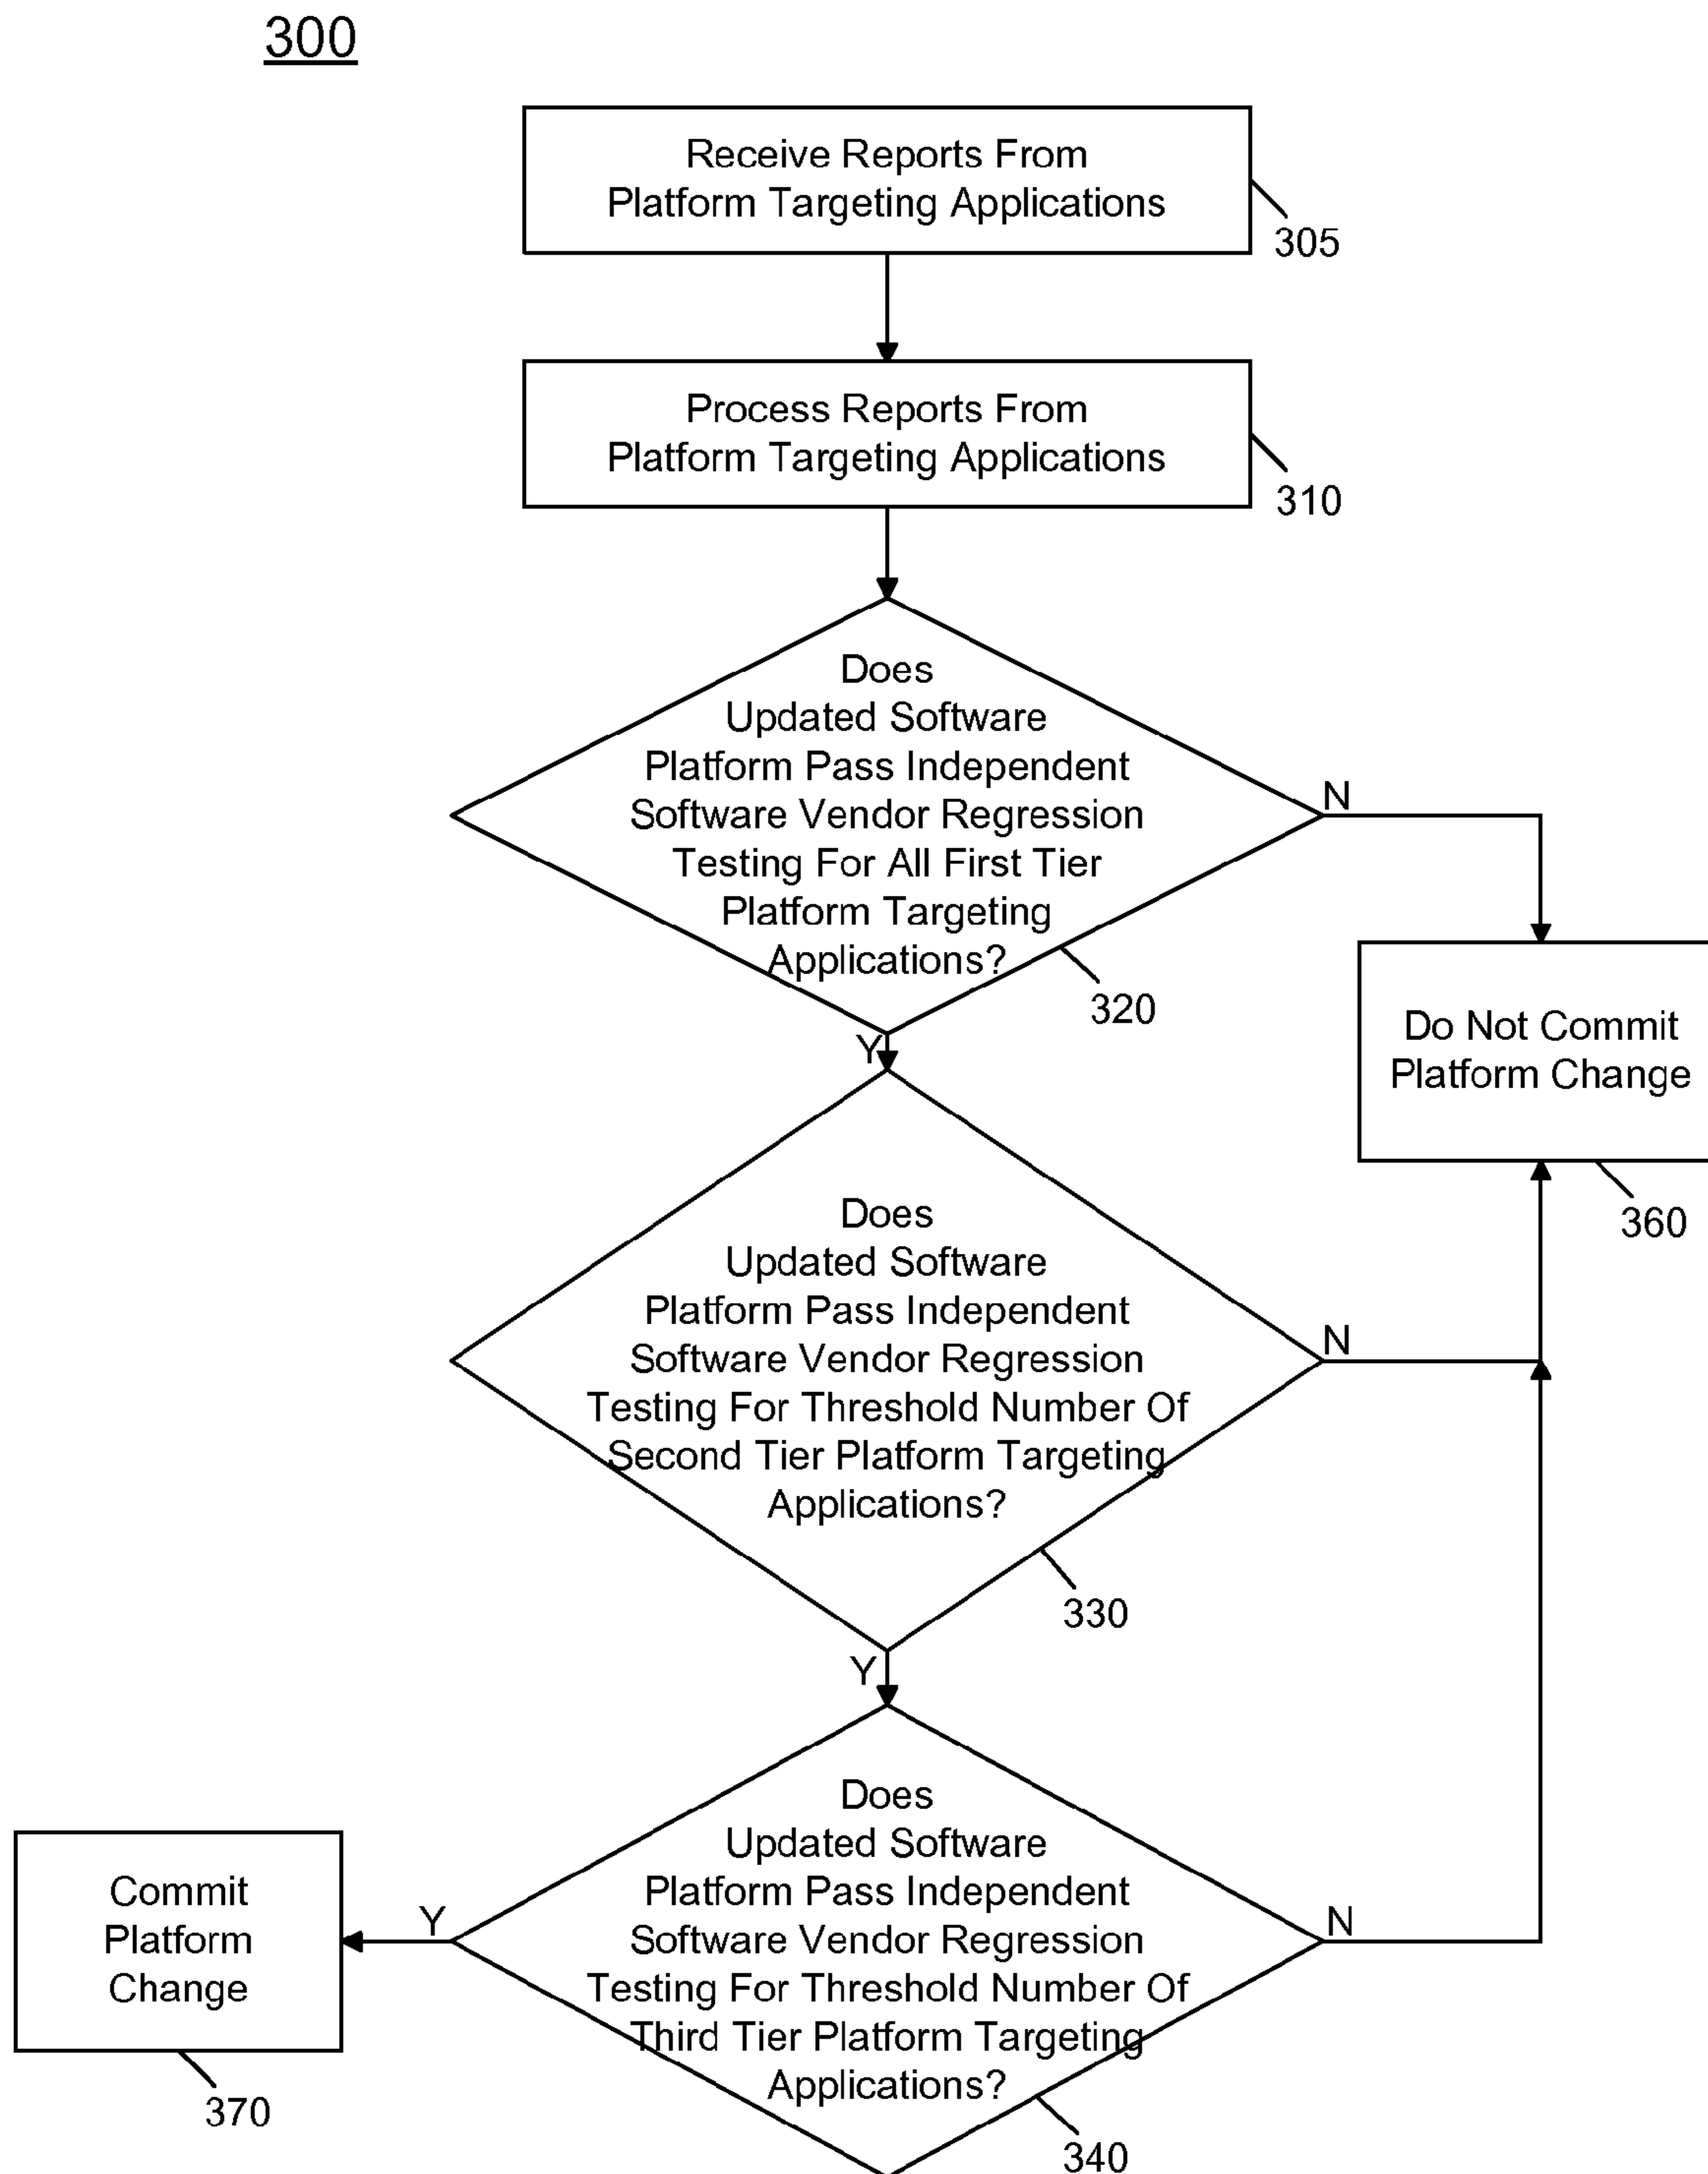 300
Receive Reports From
Platform Targeting Applications
305
Process Reports From
Platform Targeting Applications
310
Does
Updated Software
Platform Pass Independent
Software Vendor Regression
Testing For All First Tier
Platform Targeting
Applications?
N
320
Y
Do Not Commit
Platform Change
360
Does
Updated Software
Platform Pass Independent
Software Vendor Regression
Testing For Threshold Number Of
Second Tier Platform Targeting
Applications?
N
330
Y
Does
Updated Software
Platform Pass Independent
Software Vendor Regression
Testing For Threshold Number Of
Third Tier Platform Targeting
Applications?
N
340
Y
Commit
Platform
Change
370